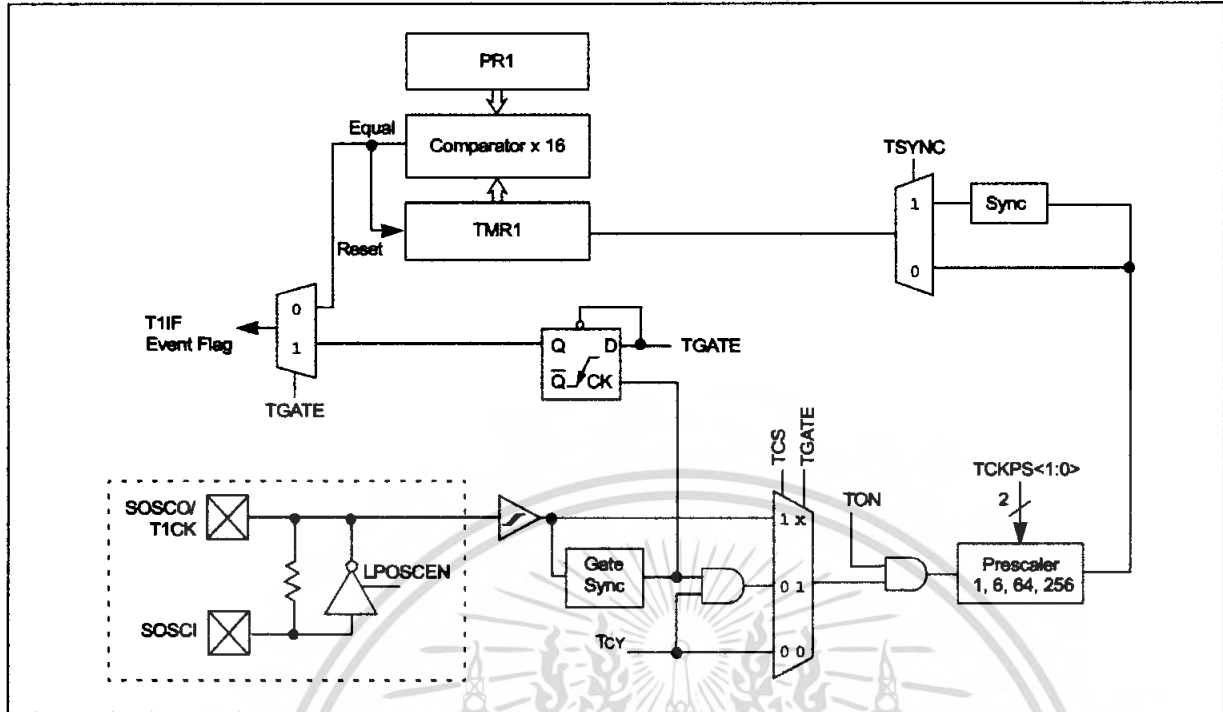 PR1
Equal
Comparator x 16
TSYNC
1
Sync
TMR1
Reset
0
0
T1IF
Event Flag
1
Q
D
TGATE
Q̅
CK
TGATE
TCS
TGATE
TCKPS<1:0>
2
SOSCO/
T1CK
1 x
TON
LPOSCEN
Gate
Sync
0 1
Prescaler
1, 6, 64, 256
SOSCI
TCY
0 0